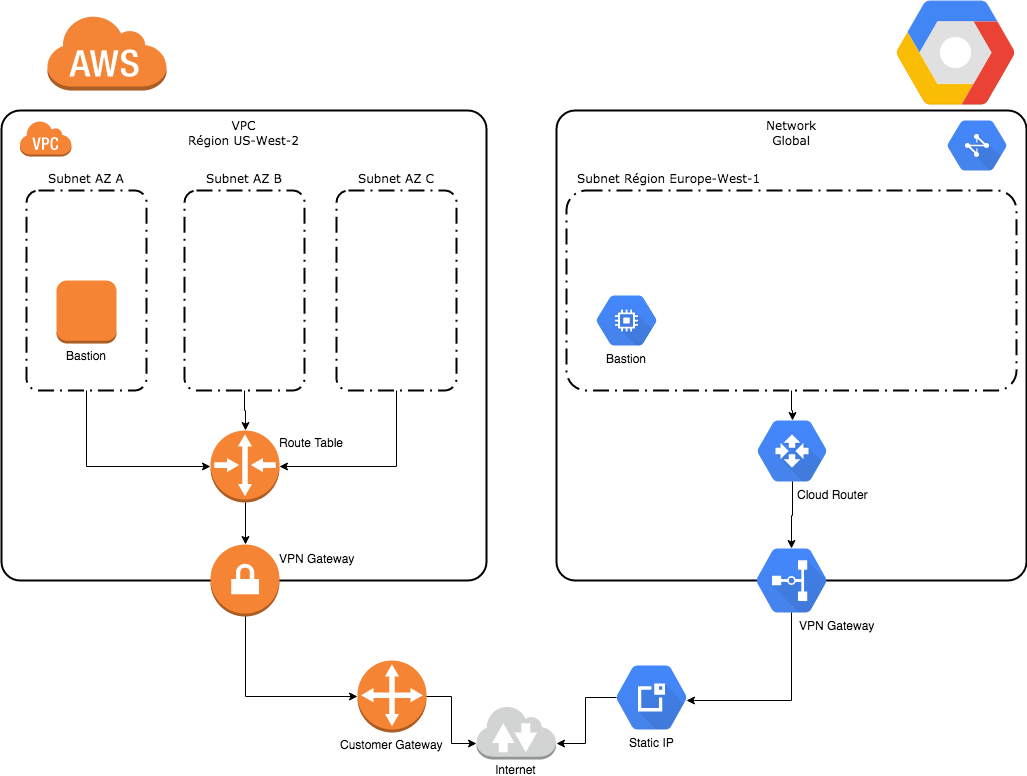 AWS
VPC
VPC
Région US-West-2
Subnet AZ A
Subnet AZ B
Subnet AZ C
Bastion
Route Table
VPN Gateway
Customer Gateway
Internet
Network
Global
Subnet Région Europe-West-1
Bastion
Cloud Router
VPN Gateway
Static IP